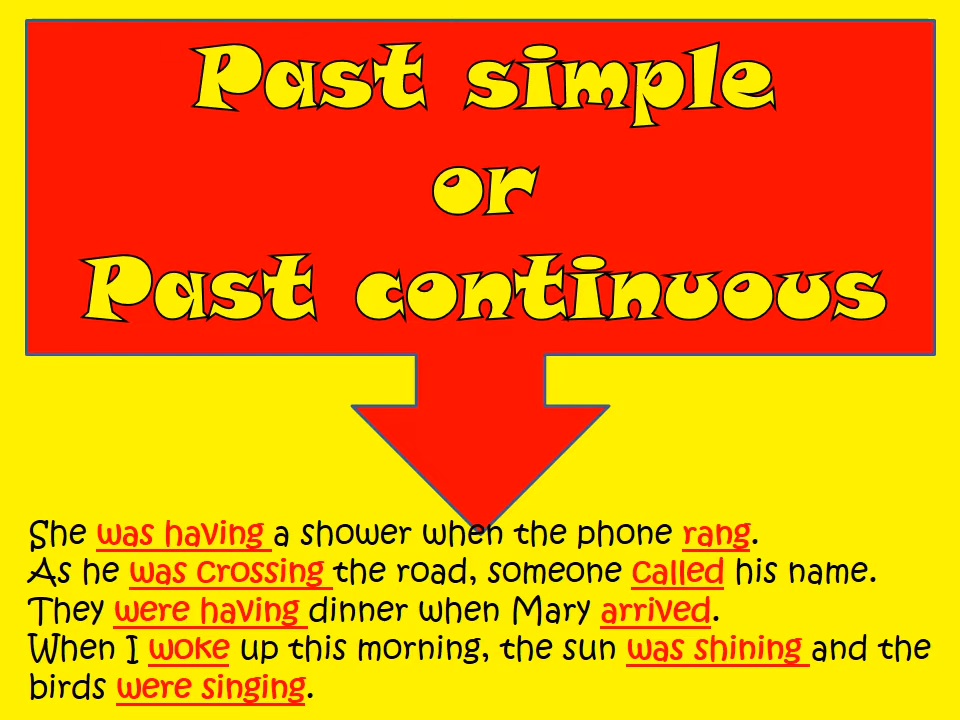 Past simple
or
Past continuous
She was having a shower when the phone rang.
As he was crossing the road, someone called his name.
They were having dinner when Mary arrived.
When I woke up this morning, the sun was shining and the
birds were singing.